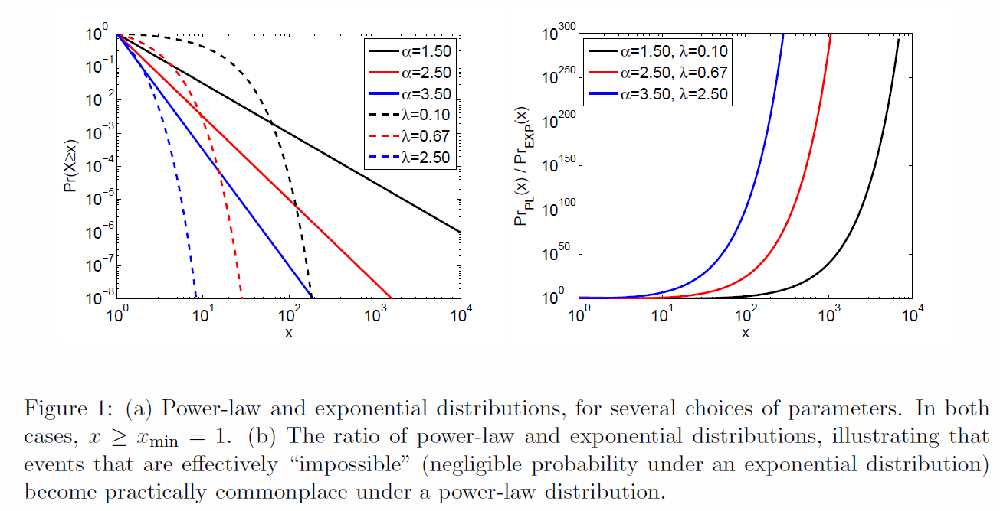 10^0
10^-1
10^-2
10^-3
10^-4
10^-5
10^-6
10^-7
10^-8
Pr(X≥x)
10^0 10^1 10^2 10^3 10^4
x
α=1.50
α=2.50
α=3.50
λ=0.10
λ=0.67
λ=2.50
10^300
10^250
10^200
10^150
10^100
10^50
10^0
Pr_PL(x) / Pr_EXP(x)
10^0 10^1 10^2 10^3 10^4
x
α=1.50, λ=0.10
α=2.50, λ=0.67
α=3.50, λ=2.50
Figure 1: (a) Power-law and exponential distributions, for several choices of parameters. In both
cases, x ≥ x_min = 1. (b) The ratio of power-law and exponential distributions, illustrating that
events that are effectively “impossible” (negligible probability under an exponential distribution)
become practically commonplace under a power-law distribution.